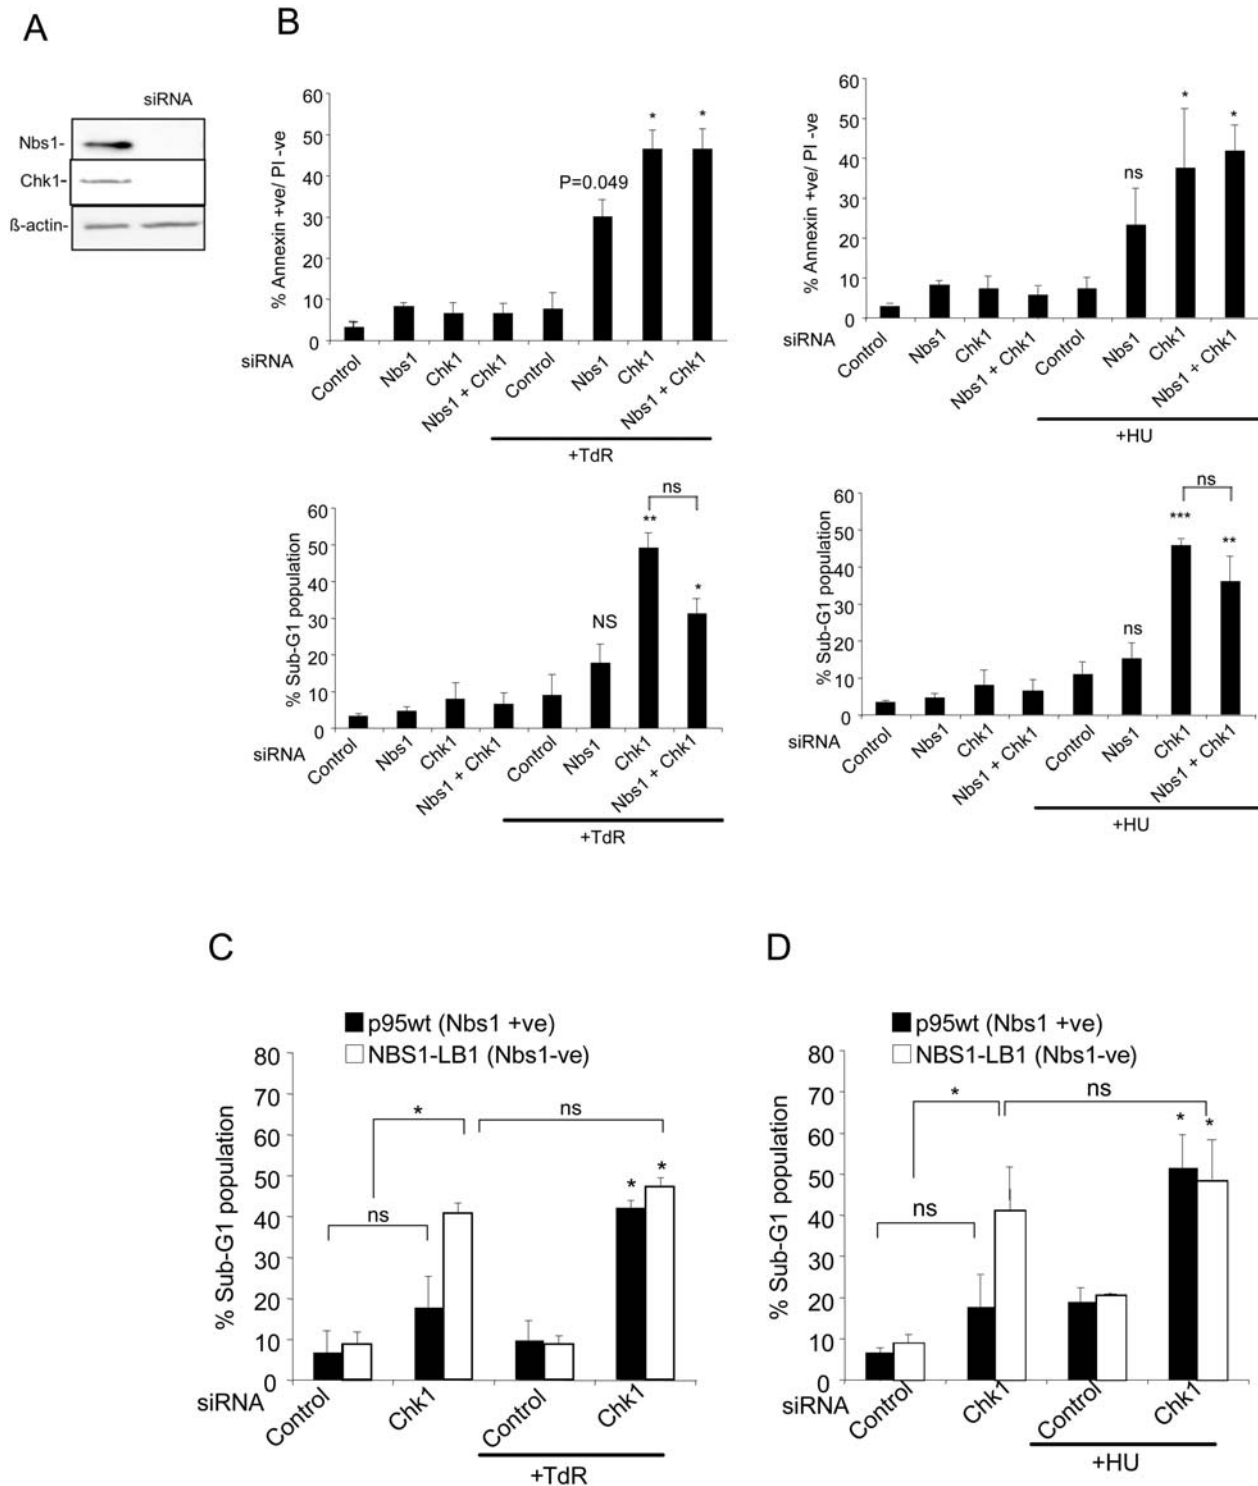 A
siRNA
Nbs1-
Chk1-
ß-actin-
B
% Annexin +ve/ PI -ve
60
50
40
30
20
10
0
P=0.049
*
*
siRNA
Control
Nbs1
Chk1
Nbs1 + Chk1
Control
Nbs1
Chk1
Nbs1 + Chk1
+TdR
% Annexin +ve/ PI -ve
60
50
40
30
20
10
0
ns
*
*
siRNA
Control
Nbs1
Chk1
Nbs1 + Chk1
Control
Nbs1
Chk1
Nbs1 + Chk1
+HU
% Sub-G1 population
60
50
40
30
20
10
0
NS
**
ns
*
siRNA
Control
Nbs1
Chk1
Nbs1 + Chk1
Control
Nbs1
Chk1
Nbs1 + Chk1
+TdR
% Sub-G1 population
60
50
40
30
20
10
0
ns
***
ns
**
siRNA
Control
Nbs1
Chk1
Nbs1 + Chk1
Control
Nbs1
Chk1
Nbs1 + Chk1
+HU
C
p95wt (Nbs1 +ve)
NBS1-LB1 (Nbs1-ve)
% Sub-G1 population
80
70
60
50
40
30
20
10
0
ns
*
ns
*
*
siRNA
Control
Chk1
Control
Chk1
+TdR
D
p95wt (Nbs1 +ve)
NBS1-LB1 (Nbs1-ve)
% Sub-G1 population
80
70
60
50
40
30
20
10
0
ns
*
ns
*
*
siRNA
Control
Chk1
Control
Chk1
+HU